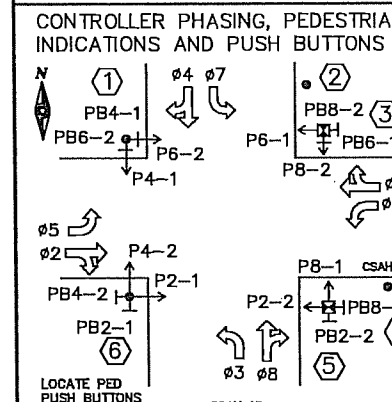 CONTROLLER PHASING, PEDESTRIA
INDICATIONS AND PUSH BUTTONS
N
1
ø4 ø7
2
PB4-1
PB8-2
3
PB6-2
P6-2
P6-1
PB6-1
P4-1
P8-2
ø5
ø2
P4-2
P8-1
CSAH
PB4-2
P2-1
P2-2
PB8-
PB2-1
PB2-2
6
ø3 ø8
5
LOCATE PED
PUSH BUTTONS